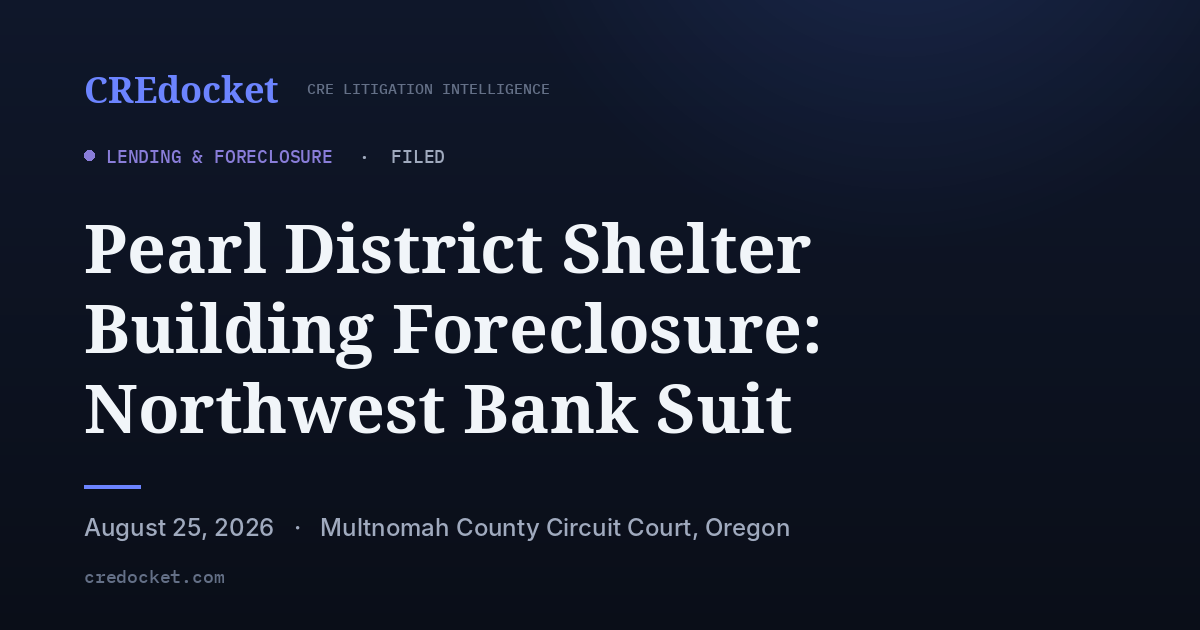 CREdocket CRE LITIGATION INTELLIGENCE
LENDING & FORECLOSURE · FILED
Pearl District Shelter
Building Foreclosure:
Northwest Bank Suit
August 25, 2026 · Multnomah County Circuit Court, Oregon
credocket.com